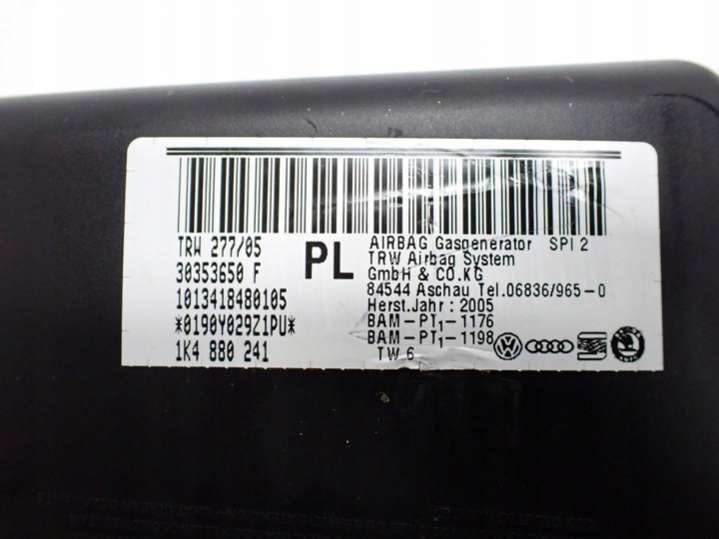 TRW 277/05
30353650 F
1013418480105
*0190Y029Z1PU*
1K4 880 241
PL
AIRBAG Gasgenerator SPI 2
TRW Airbag System
GmbH & CO.KG
84544 Aschau Tel.06836/965-0
Herst.Jahr: 2005
BAM-PT1-1176
BAM-PT1-1198
TW 6